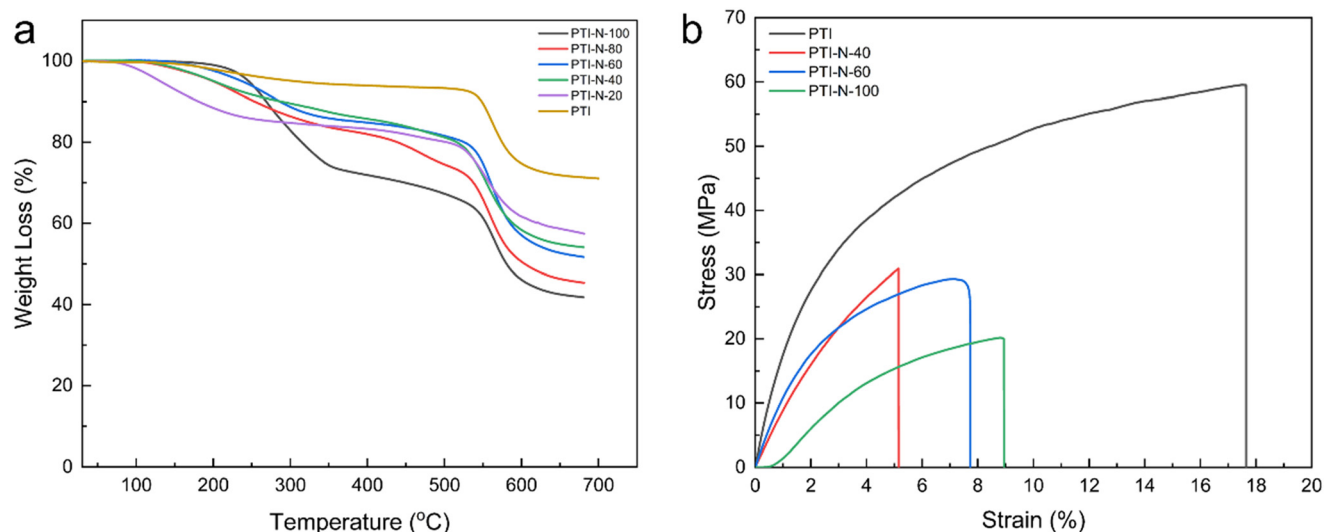 a
PTI-N-100
PTI-N-80
PTI-N-60
PTI-N-40
PTI-N-20
PTI
100
80
60
40
20
0
Weight Loss (%)
100 200 300 400 500 600 700
Temperature (ºC)
b
PTI
PTI-N-40
PTI-N-60
PTI-N-100
70
60
50
40
30
20
10
0
Stress (MPa)
0 2 4 6 8 10 12 14 16 18 20
Strain (%)